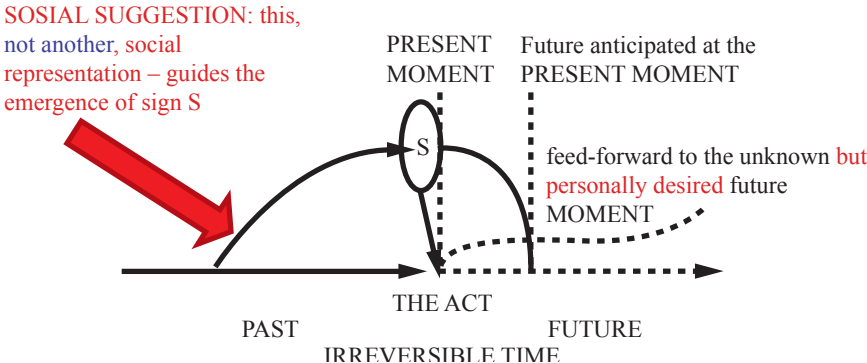 SOSIAL SUGGESTION: this,
not another, social
representation – guides the
emergence of sign S
PRESENT
MOMENT
Future anticipated at the
PRESENT MOMENT
S
feed-forward to the unknown but
personally desired future
MOMENT
THE ACT
PAST
FUTURE
IRREVERSIBLE TIME